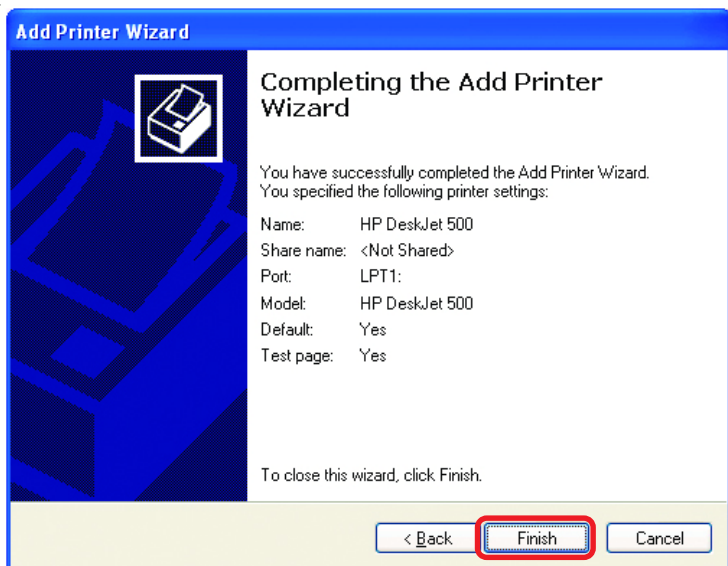 Add Printer Wizard
Completing the Add Printer
Wizard
You have successfully completed the Add Printer Wizard.
You specified the following printer settings:
Name: HP DeskJet 500
Share name: <Not Shared>
Port: LPT1:
Model: HP DeskJet 500
Default: Yes
Test page: Yes
To close this wizard, click Finish.
< Back Finish Cancel